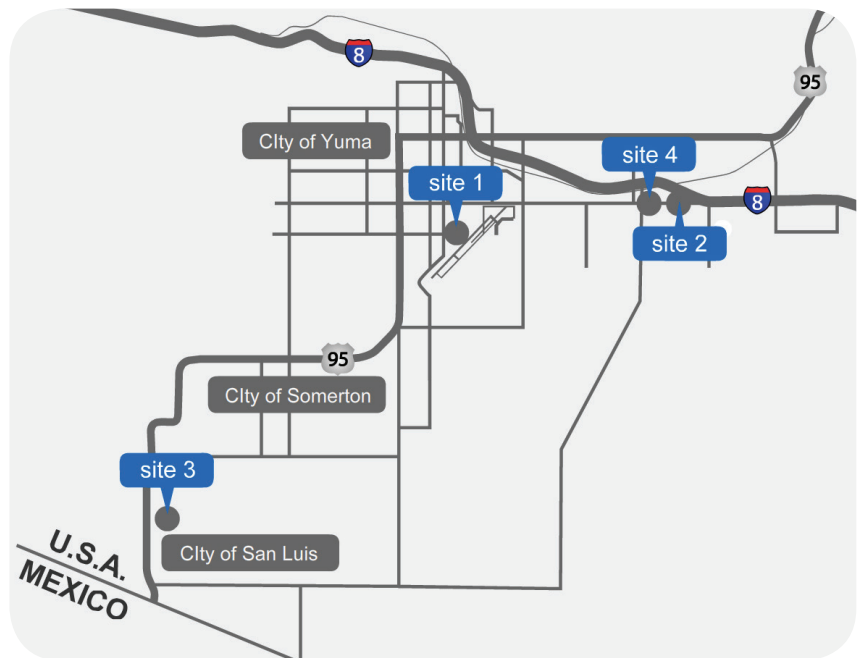 8
95
CIty of Yuma
site 4
site 1
8
site 2
95
CIty of Somerton
site 3
CIty of San Luis
U.S.A.
MEXICO